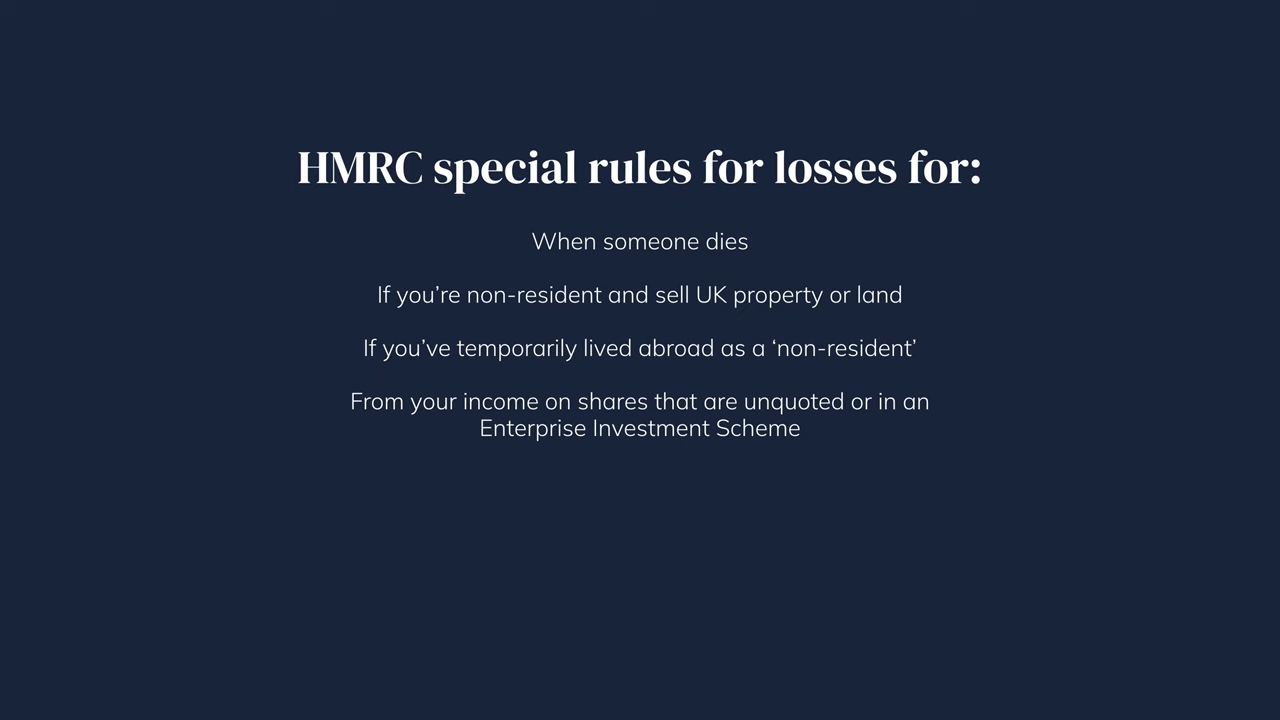 HMRC special rules for losses for:
When someone dies
If you’re non-resident and sell UK property or land
If you’ve temporarily lived abroad as a ‘non-resident’
From your income on shares that are unquoted or in an
Enterprise Investment Scheme